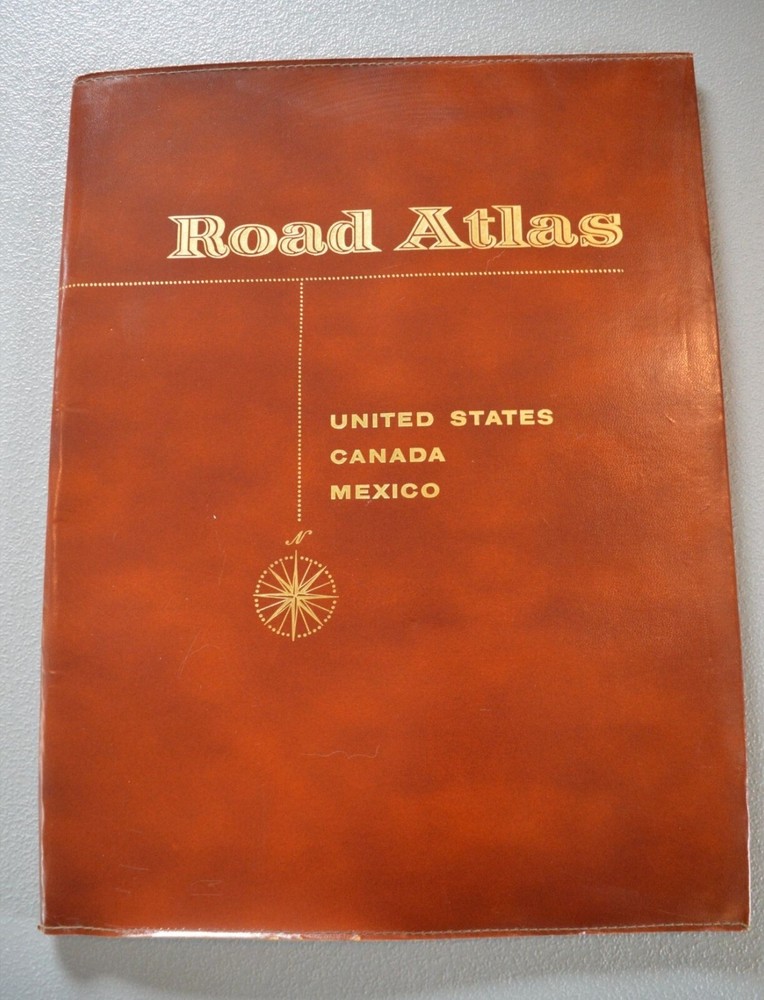 Road Atlas
UNITED STATES
CANADA
MEXICO
N